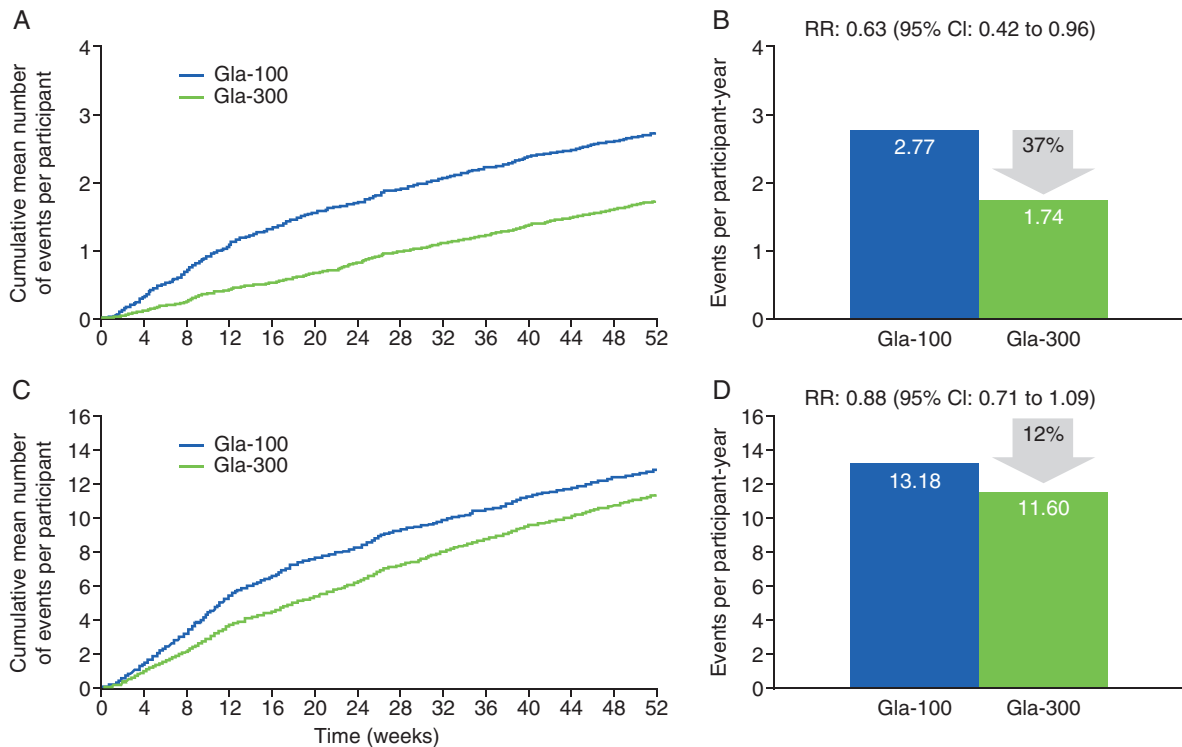 A
Cumulative mean number
of events per participant
4
3
2
1
0
Gla-100
Gla-300
0 4 8 12 16 20 24 28 32 36 40 44 48 52
B
RR: 0.63 (95% CI: 0.42 to 0.96)
Events per participant-year
4
3
2
1
0
2.77
37%
1.74
Gla-100 Gla-300
C
Cumulative mean number
of events per participant
16
14
12
10
8
6
4
2
0
Gla-100
Gla-300
0 4 8 12 16 20 24 28 32 36 40 44 48 52
Time (weeks)
D
RR: 0.88 (95% CI: 0.71 to 1.09)
Events per participant-year
16
14
12
10
8
6
4
2
0
13.18
12%
11.60
Gla-100 Gla-300